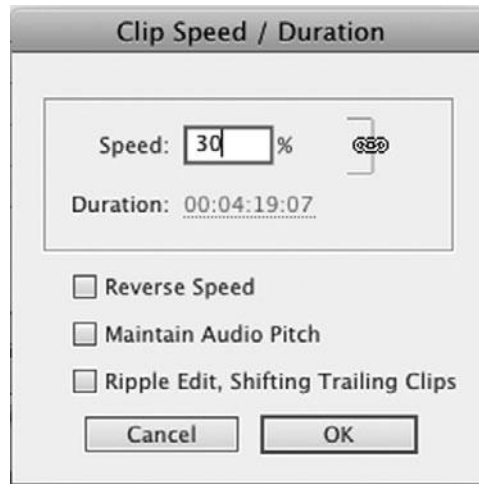 Clip Speed / Duration
Speed: 30 %
Duration: 00:04:19:07
Reverse Speed
Maintain Audio Pitch
Ripple Edit, Shifting Trailing Clips
Cancel OK